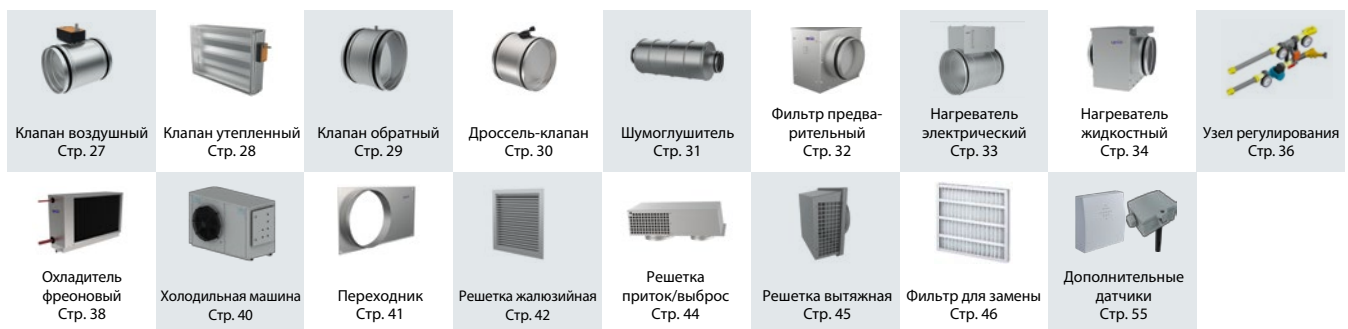 Клапан воздушный
Стр. 27
Клапан утепленный
Стр. 28
Клапан обратный
Стр. 29
Дроссель-клапан
Стр. 30
Шумоглушитель
Стр. 31
Фильтр предва-
рительный
Стр. 32
Нагреватель
электрический
Стр. 33
Нагреватель
жидкостный
Стр. 34
Узел регулирования
Стр. 36
Охладитель
фреоновый
Стр. 38
Холодильная машина
Стр. 40
Переходник
Стр. 41
Решетка жалюзийная
Стр. 42
Решетка
приток/выброс
Стр. 44
Решетка вытяжная
Стр. 45
Фильтр для замены
Стр. 46
Дополнительные
датчики
Стр. 55